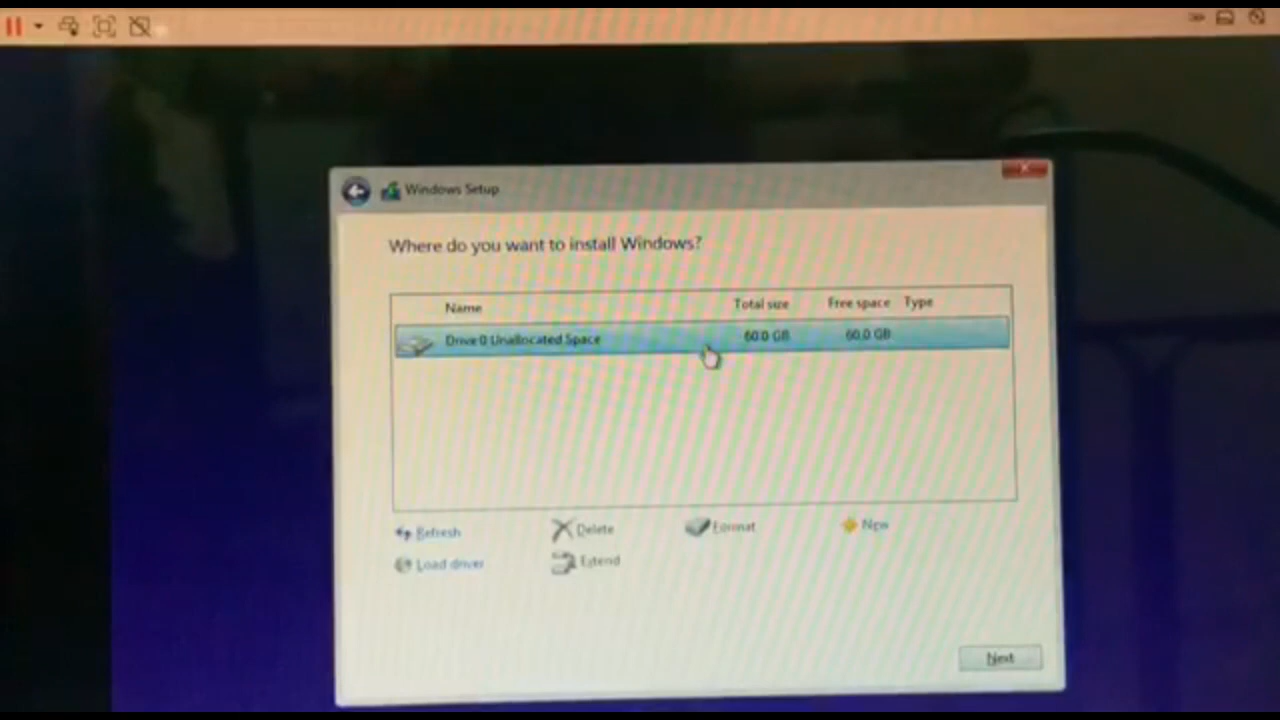 Windows Setup
Where do you want to install Windows?
Name Total size Free space Type
Drive 0 Unallocated Space 60.0 GB 60.0 GB
Refresh Delete Format New
Load driver Extend
Next